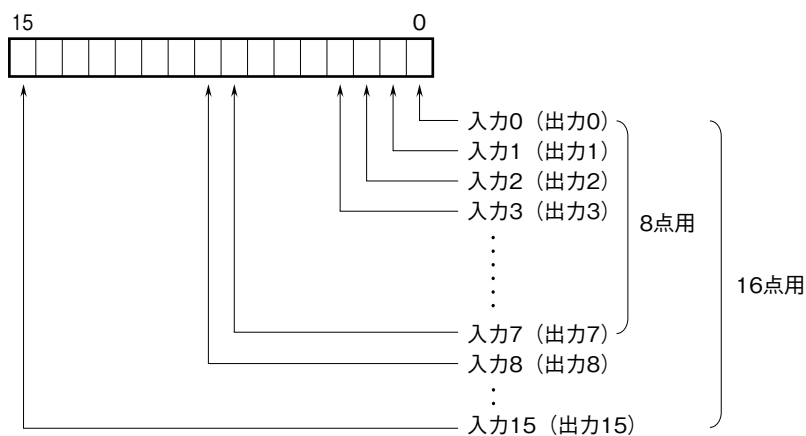 15 0
入力0（出力0）
入力1（出力1）
入力2（出力2）
入力3（出力3）
8点用
16点用
入力7（出力7）
入力8（出力8）
入力15（出力15）